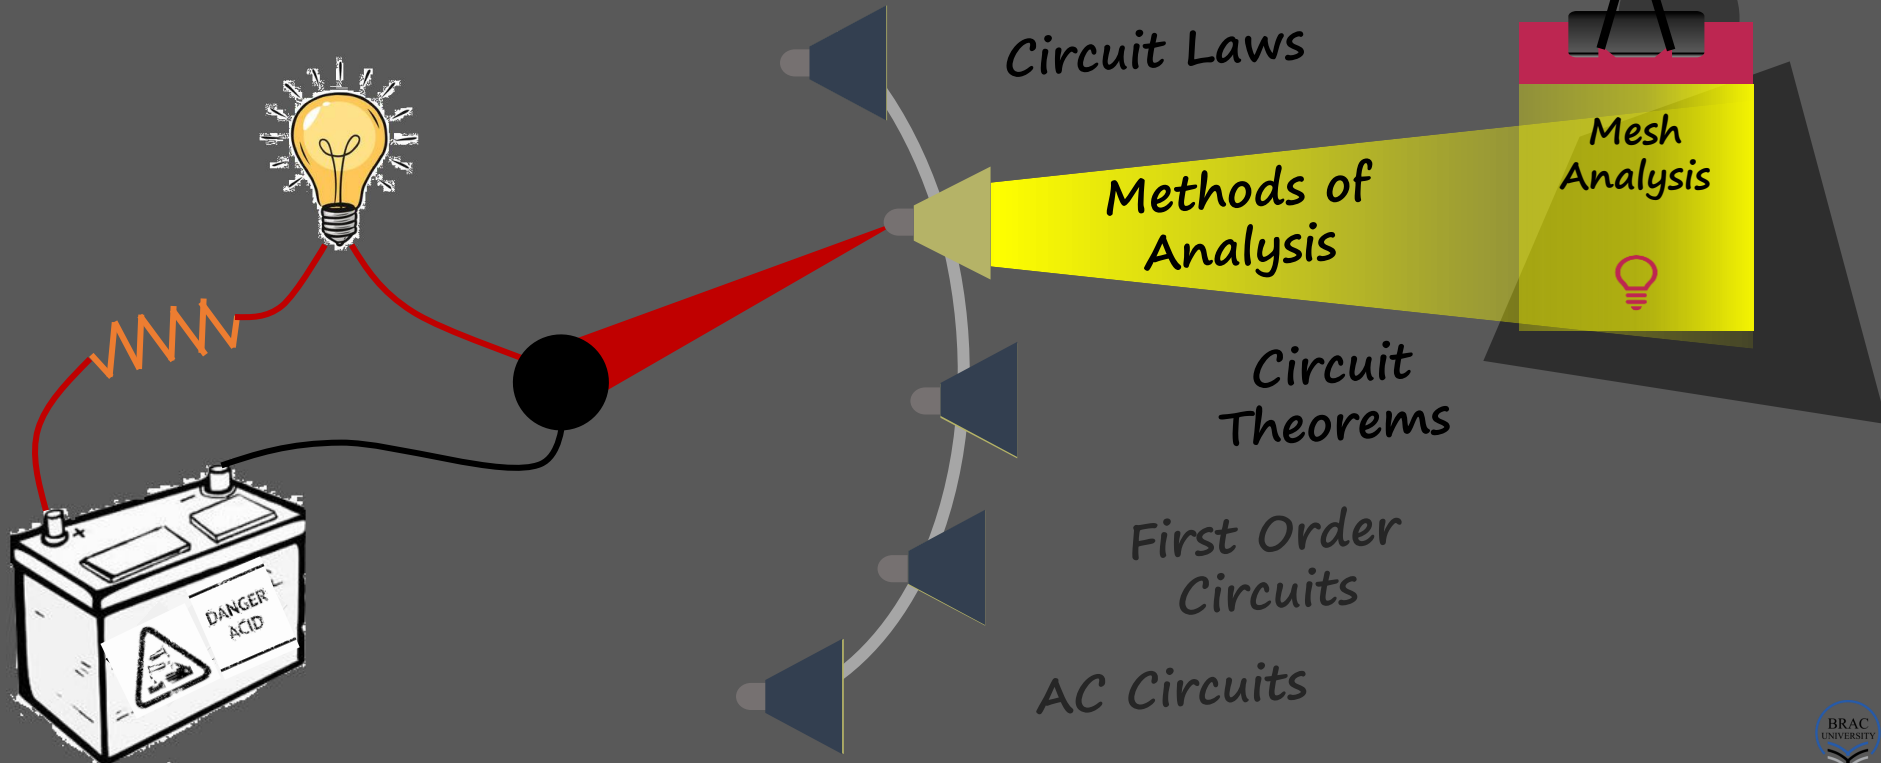 Circuit Laws
Methods of
Analysis
Mesh
Analysis
Circuit
Theorems
First Order
Circuits
AC Circuits
+
DANGER
ACID
BRAC
UNIVERSITY